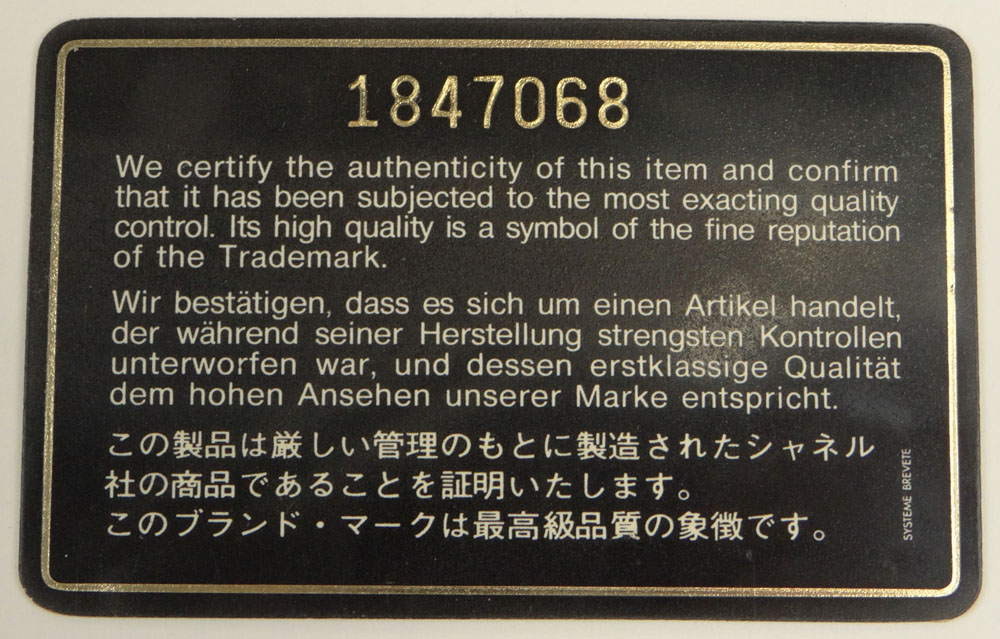 1847068
We certify the authenticity of this item and confirm
that it has been subjected to the most exacting quality
control. Its high quality is a symbol of the fine reputation
of the Trademark.
Wir bestätigen, dass es sich um einen Artikel handelt,
der während seiner Herstellung strengsten Kontrollen
unterworfen war, und dessen erstklassige Qualität
dem hohen Ansehen unserer Marke entspricht.
この製品は厳しい管理のもとに製造されたシャネル
社の商品であることを証明いたします。
このブランド・マークは最高級品質の象徴です。
SYSTEME BREVETE